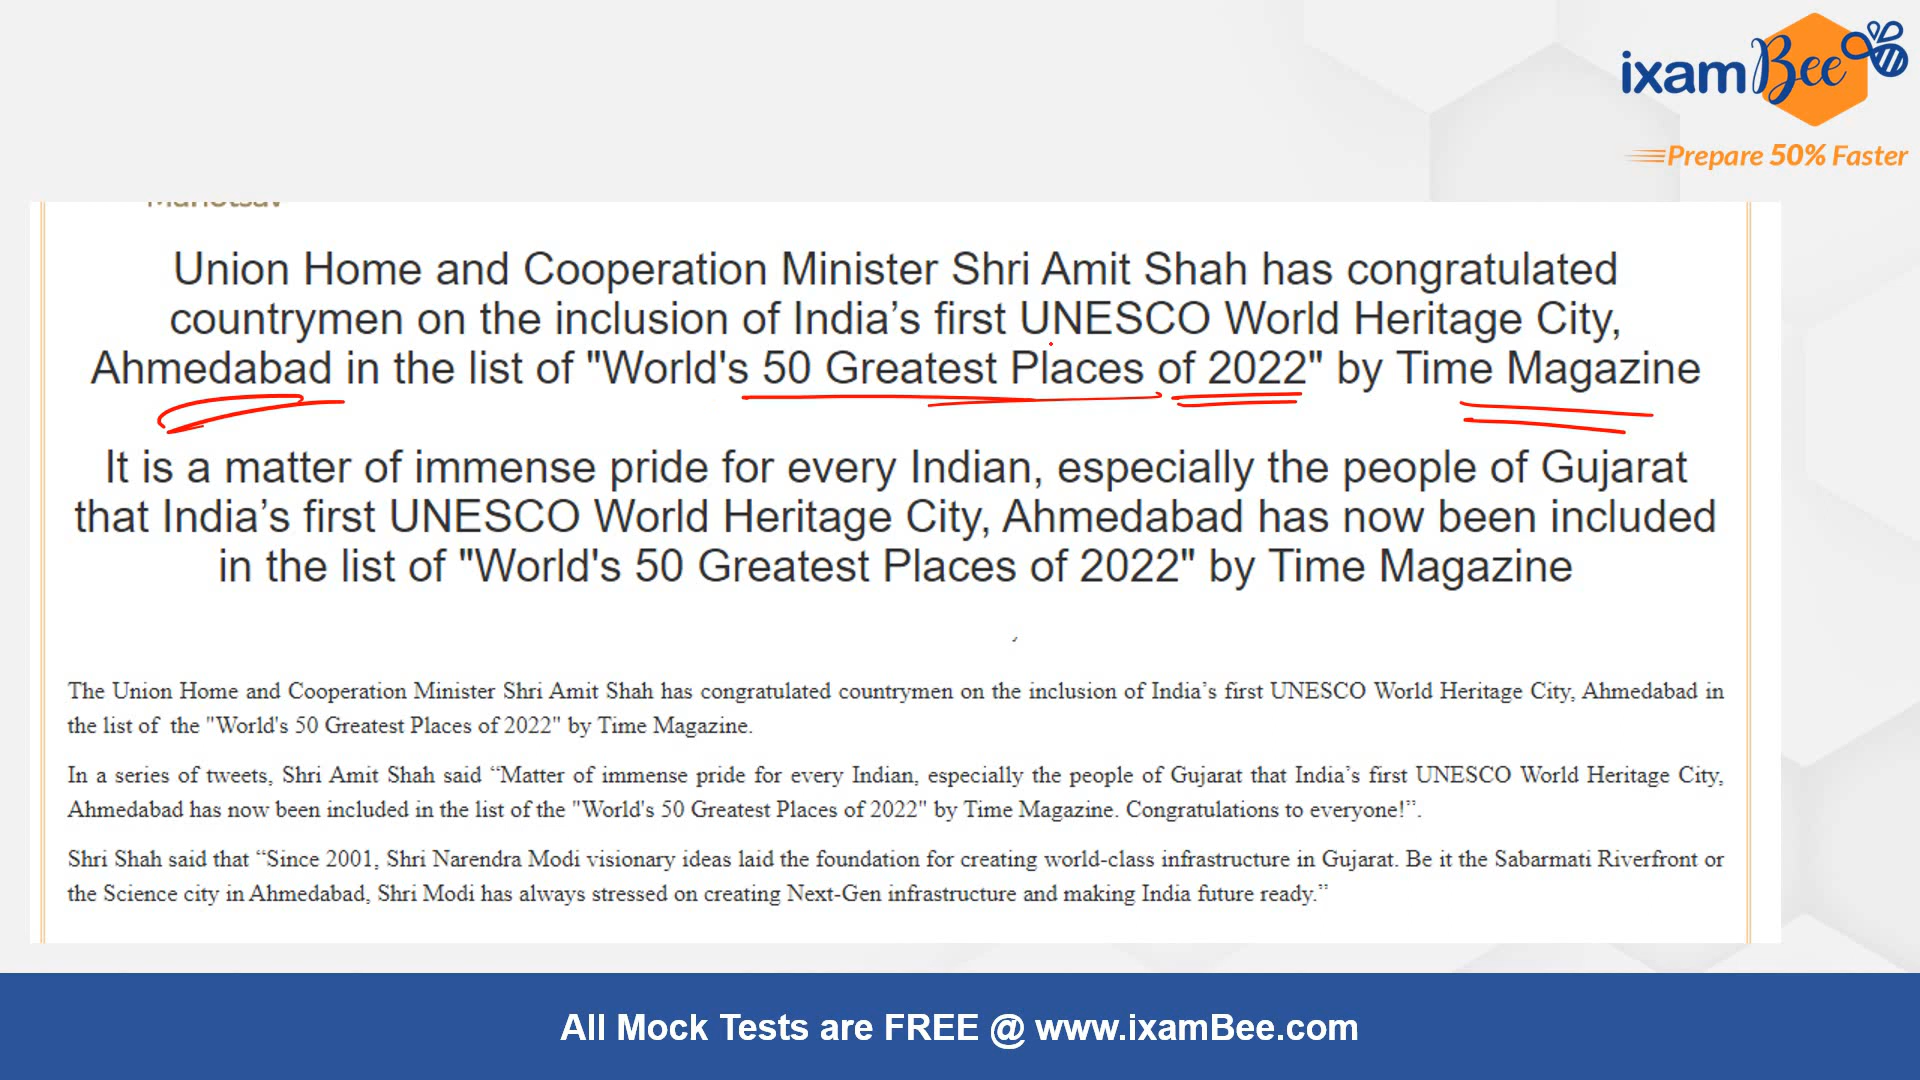 ixamBee
Prepare 50% Faster
Mahotsav
Union Home and Cooperation Minister Shri Amit Shah has congratulated
countrymen on the inclusion of India’s first UNESCO World Heritage City,
Ahmedabad in the list of "World's 50 Greatest Places of 2022" by Time Magazine
It is a matter of immense pride for every Indian, especially the people of Gujarat
that India’s first UNESCO World Heritage City, Ahmedabad has now been included
in the list of "World's 50 Greatest Places of 2022" by Time Magazine
The Union Home and Cooperation Minister Shri Amit Shah has congratulated countrymen on the inclusion of India’s first UNESCO World Heritage City, Ahmedabad in
the list of  the "World's 50 Greatest Places of 2022" by Time Magazine.
In a series of tweets, Shri Amit Shah said “Matter of immense pride for every Indian, especially the people of Gujarat that India’s first UNESCO World Heritage City,
Ahmedabad has now been included in the list of the "World's 50 Greatest Places of 2022" by Time Magazine. Congratulations to everyone!”.
Shri Shah said that “Since 2001, Shri Narendra Modi visionary ideas laid the foundation for creating world-class infrastructure in Gujarat. Be it the Sabarmati Riverfront or
the Science city in Ahmedabad, Shri Modi has always stressed on creating Next-Gen infrastructure and making India future ready.”
All Mock Tests are FREE @ www.ixamBee.com